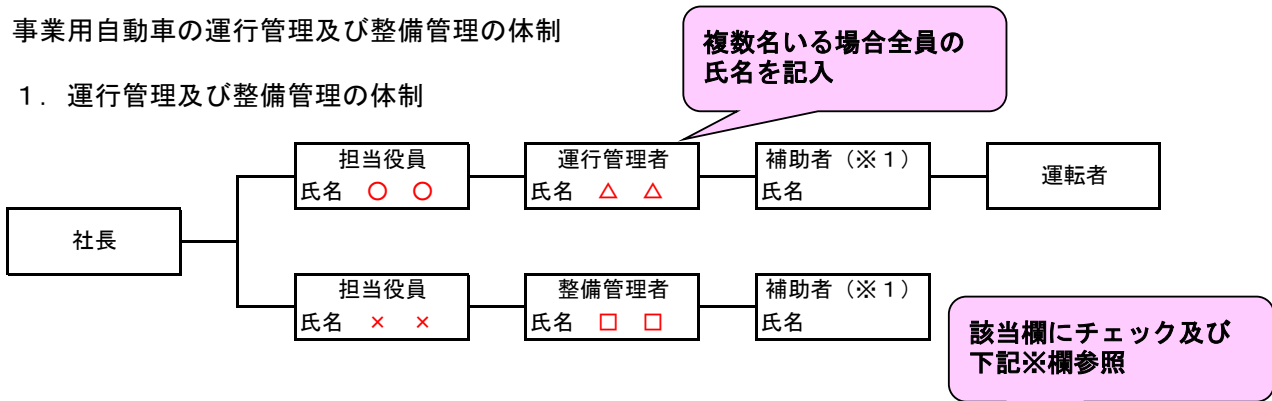 事業用自動車の運行管理及び整備管理の体制
複数名いる場合全員の
氏名を記入
１．運行管理及び整備管理の体制
担当役員
氏名 〇 〇
運行管理者
氏名 △ △
補助者（※１）
氏名
運転者
社長
担当役員
氏名 × ×
整備管理者
氏名 □ □
補助者（※１）
氏名
該当欄にチェック及び
下記※欄参照